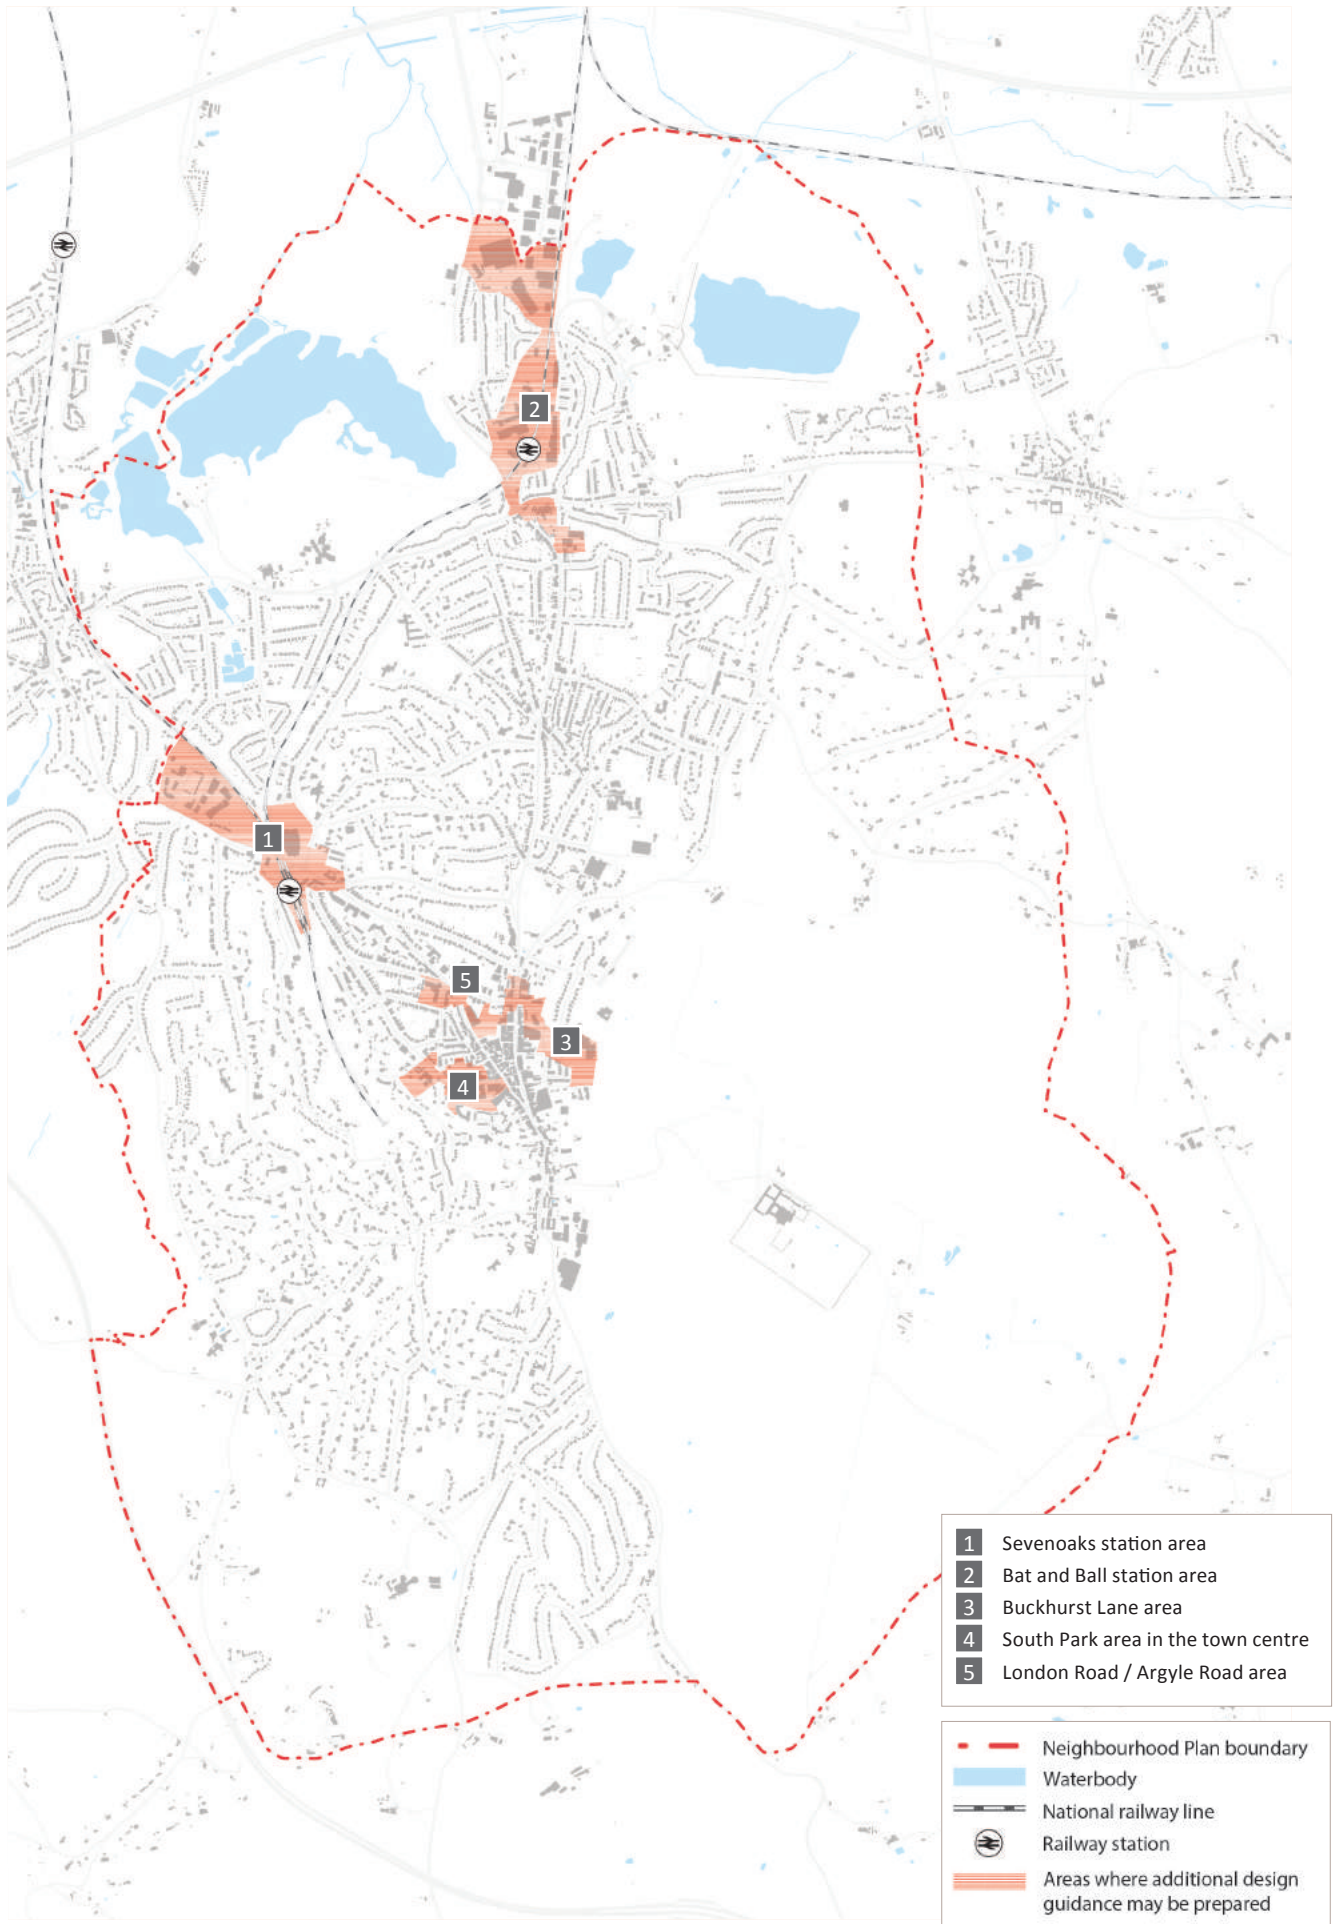 2
1
5
3
4
1 Sevenoaks station area
2 Bat and Ball station area
3 Buckhurst Lane area
4 South Park area in the town centre
5 London Road / Argyle Road area
Neighbourhood Plan boundary
Waterbody
National railway line
Railway station
Areas where additional design
guidance may be prepared